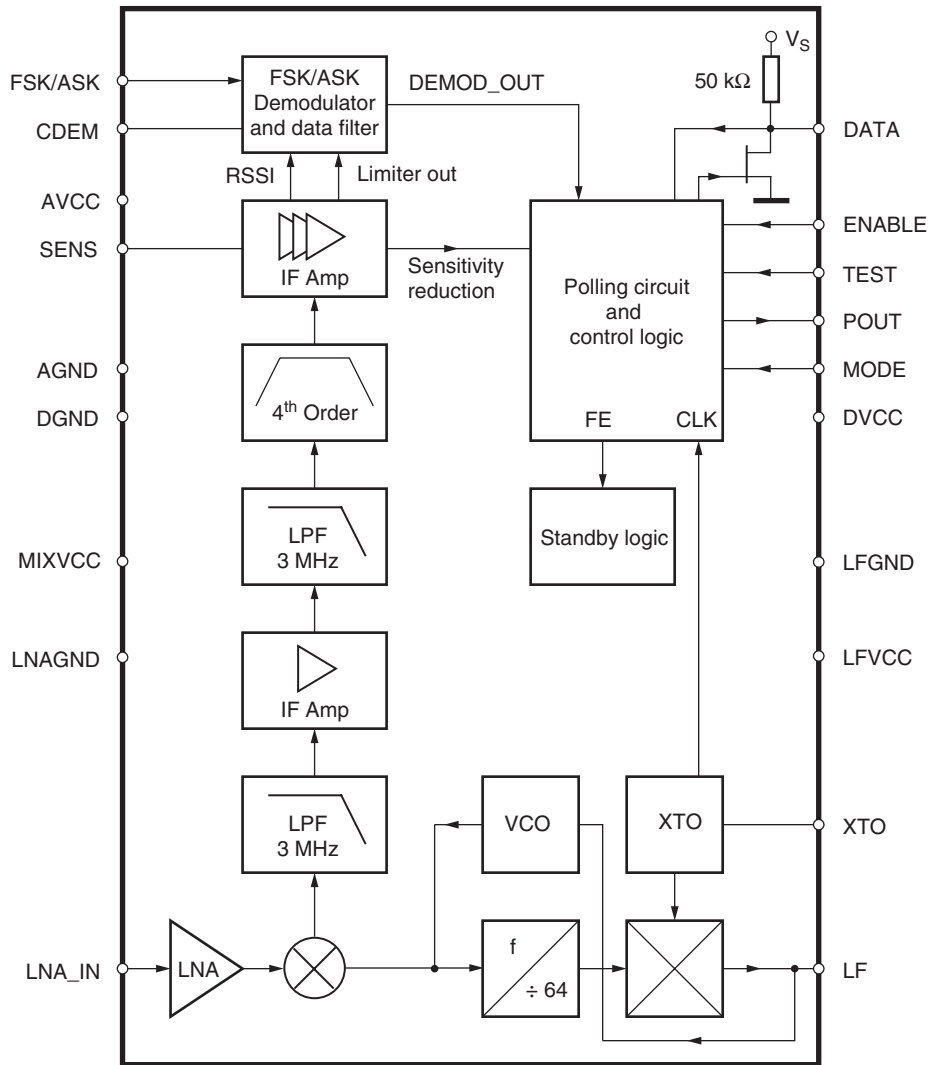 V_S
FSK/ASK
FSK/ASK
Demodulator
and data filter
DEMOD_OUT
50 kΩ
CDEM
DATA
RSSI
Limiter out
AVCC
SENS
IF Amp
Sensitivity
reduction
Polling circuit
and
control logic
FE
CLK
ENABLE
TEST
POUT
MODE
AGND
DGND
4th Order
DVCC
LPF
3 MHz
Standby logic
MIXVCC
LFGND
LNAGND
IF Amp
LFVCC
LPF
3 MHz
VCO
XTO
XTO
LNA_IN
LNA
f
÷ 64
LF